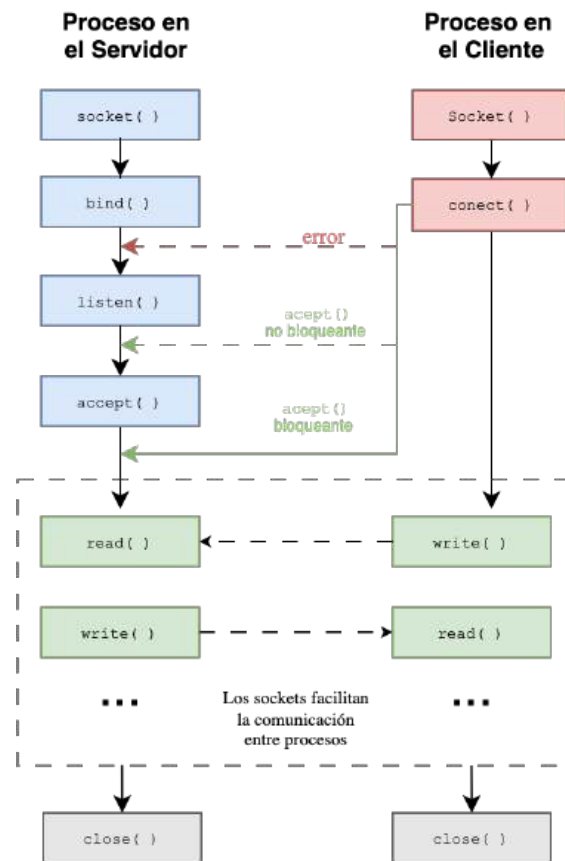 Proceso en
el Servidor
Proceso en
el Cliente
socket( )
Socket( )
bind( )
conect( )
error
listen( )
acept()
no bloqueante
accept( )
acept()
bloqueante
read( )
write( )
write( )
read( )
...
Los sockets facilitan
la comunicación
entre procesos
...
close( )
close( )